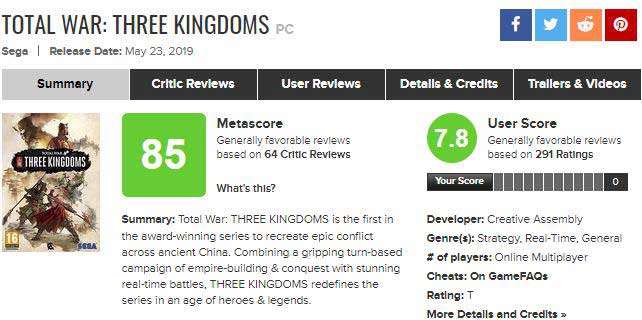 TOTAL WAR: THREE KINGDOMS PC
Sega | Release Date: May 23, 2019
Summary
Critic Reviews
User Reviews
Details & Credits
Trailers & Videos
TOTAL WAR
THREE KINGDOMS
16
SEGA
85
Metascore
Generally favorable reviews
based on 64 Critic Reviews
What's this?
Summary: Total War: THREE KINGDOMS is the first in
the award-winning series to recreate epic conflict
across ancient China. Combining a gripping turn-based
campaign of empire-building & conquest with stunning
real-time battles, THREE KINGDOMS redefines the
series in an age of heroes & legends.
7.8
User Score
Generally favorable reviews
based on 291 Ratings
Your Score
0
Developer: Creative Assembly
Genre(s): Strategy, Real-Time, General
# of players: Online Multiplayer
Cheats: On GameFAQs
Rating: T
More Details and Credits »